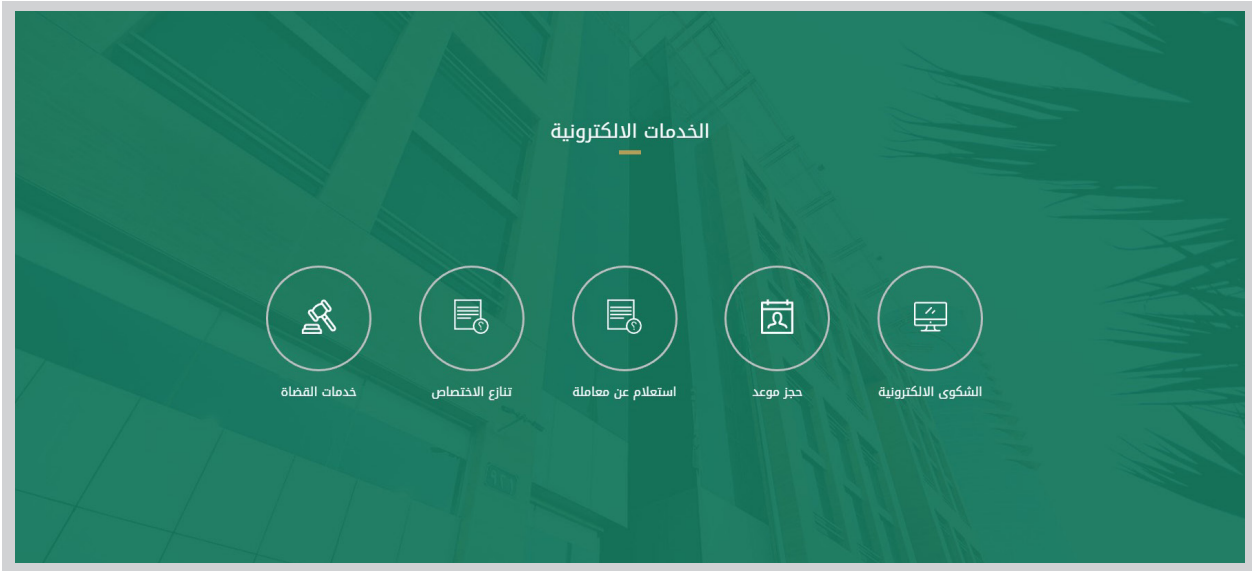 الخدمات الالكترونية
الشكوى الالكترونية
حجز موعد
استعلام عن معاملة
تنازع الاختصاص
خدمات القضاة